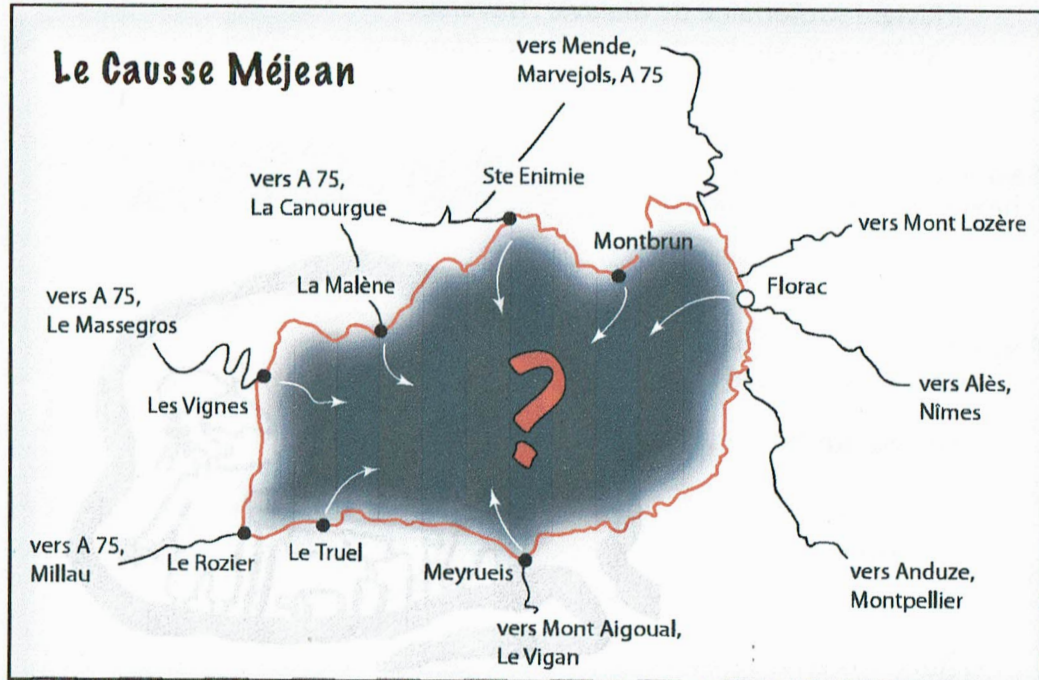 Le Causse Méjean
vers Mende,
Marvejols, A 75
vers A 75,
La Canourgue
Ste Enimie
Montbrun
vers Mont Lozère
La Malène
Florac
vers A 75,
Le Massegros
Les Vignes
?
vers Alès,
Nîmes
vers A 75,
Millau
Le Rozier
Le Truel
Meyrueis
vers Anduze,
Montpellier
vers Mont Aigoual,
Le Vigan